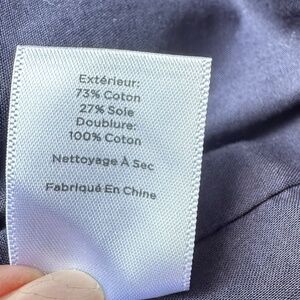 Extérieur:
73% Coton
27% Soie
Doublure:
100% Coton
Nettoyage À Sec
Fabriqué En Chine